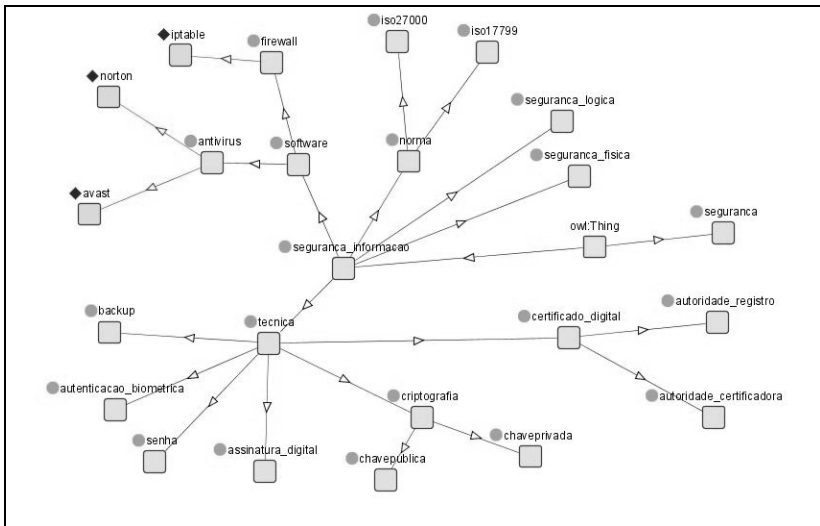 iso27000
iptable
firewall
iso17799
norton
seguranca_logica
antivirus
software
norma
seguranca_fisica
avast
seguranca
owl:Thing
seguranca_informacao
autoridade_registro
backup
tecnica
certificado_digital
autenticacao_biometrica
criptografia
autoridade_certificadora
senha
assinatura_digital
chaveprivada
chavepublica